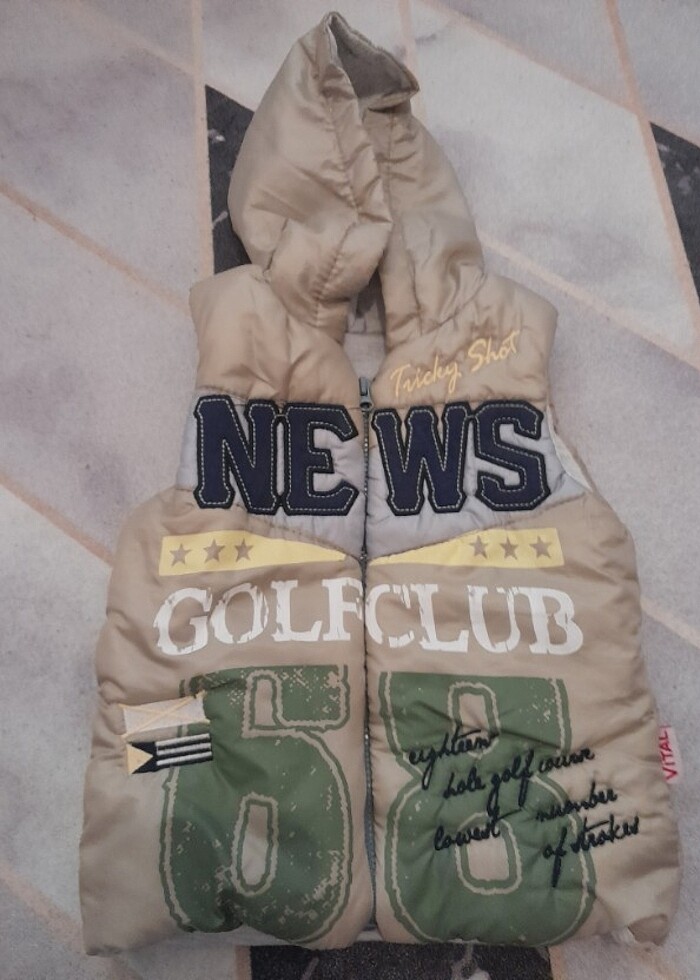 Tricky Shot
NEWS
GOLFCLUB
68
eighteen
hole golf course
lowest number
of strokes
VITAL